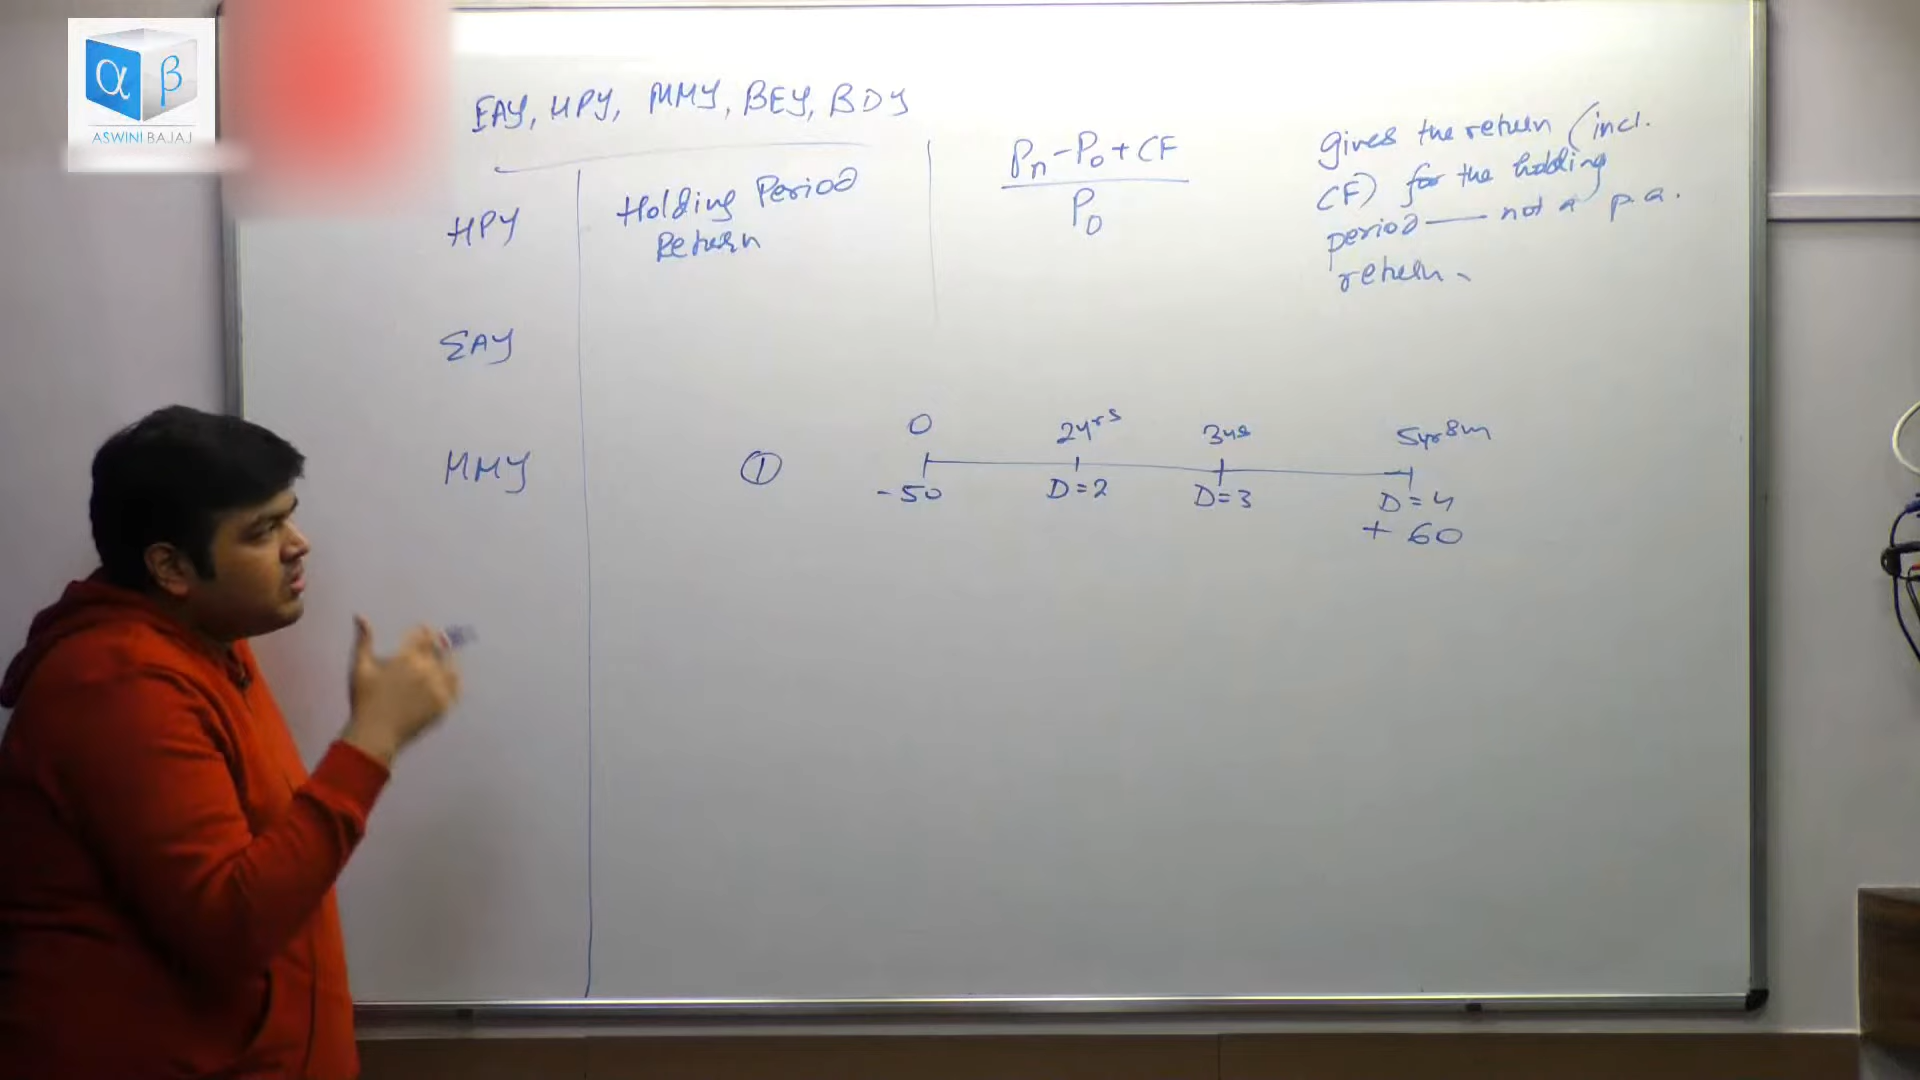 α β
ASWINI BAJAJ
EAY, HPY, MMY, BEY, BDY
HPY
Holding Period
Return
Pn - P0 + CF
P0
gives the return (incl.
CF) for the holding
period — not a p.a.
return.
EAY
MMY
①
0 2yrs 3yrs 5yr8m
-50 D=2 D=3 D=4
+ 60